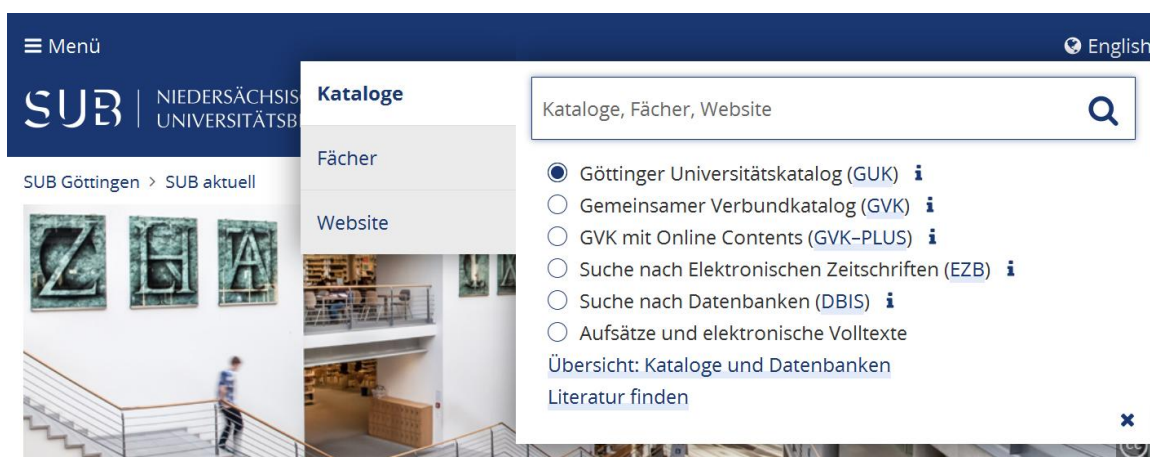 Menü
English
SUB
NIEDERSÄCHSIS
UNIVERSITÄTSB
SUB Göttingen > SUB aktuell
Kataloge
Fächer
Website
Kataloge, Fächer, Website
Göttinger Universitätskatalog (GUK) i
Gemeinsamer Verbundkatalog (GVK) i
GVK mit Online Contents (GVK–PLUS) i
Suche nach Elektronischen Zeitschriften (EZB) i
Suche nach Datenbanken (DBIS) i
Aufsätze und elektronische Volltexte
Übersicht: Kataloge und Datenbanken
Literatur finden
Z H A
cc